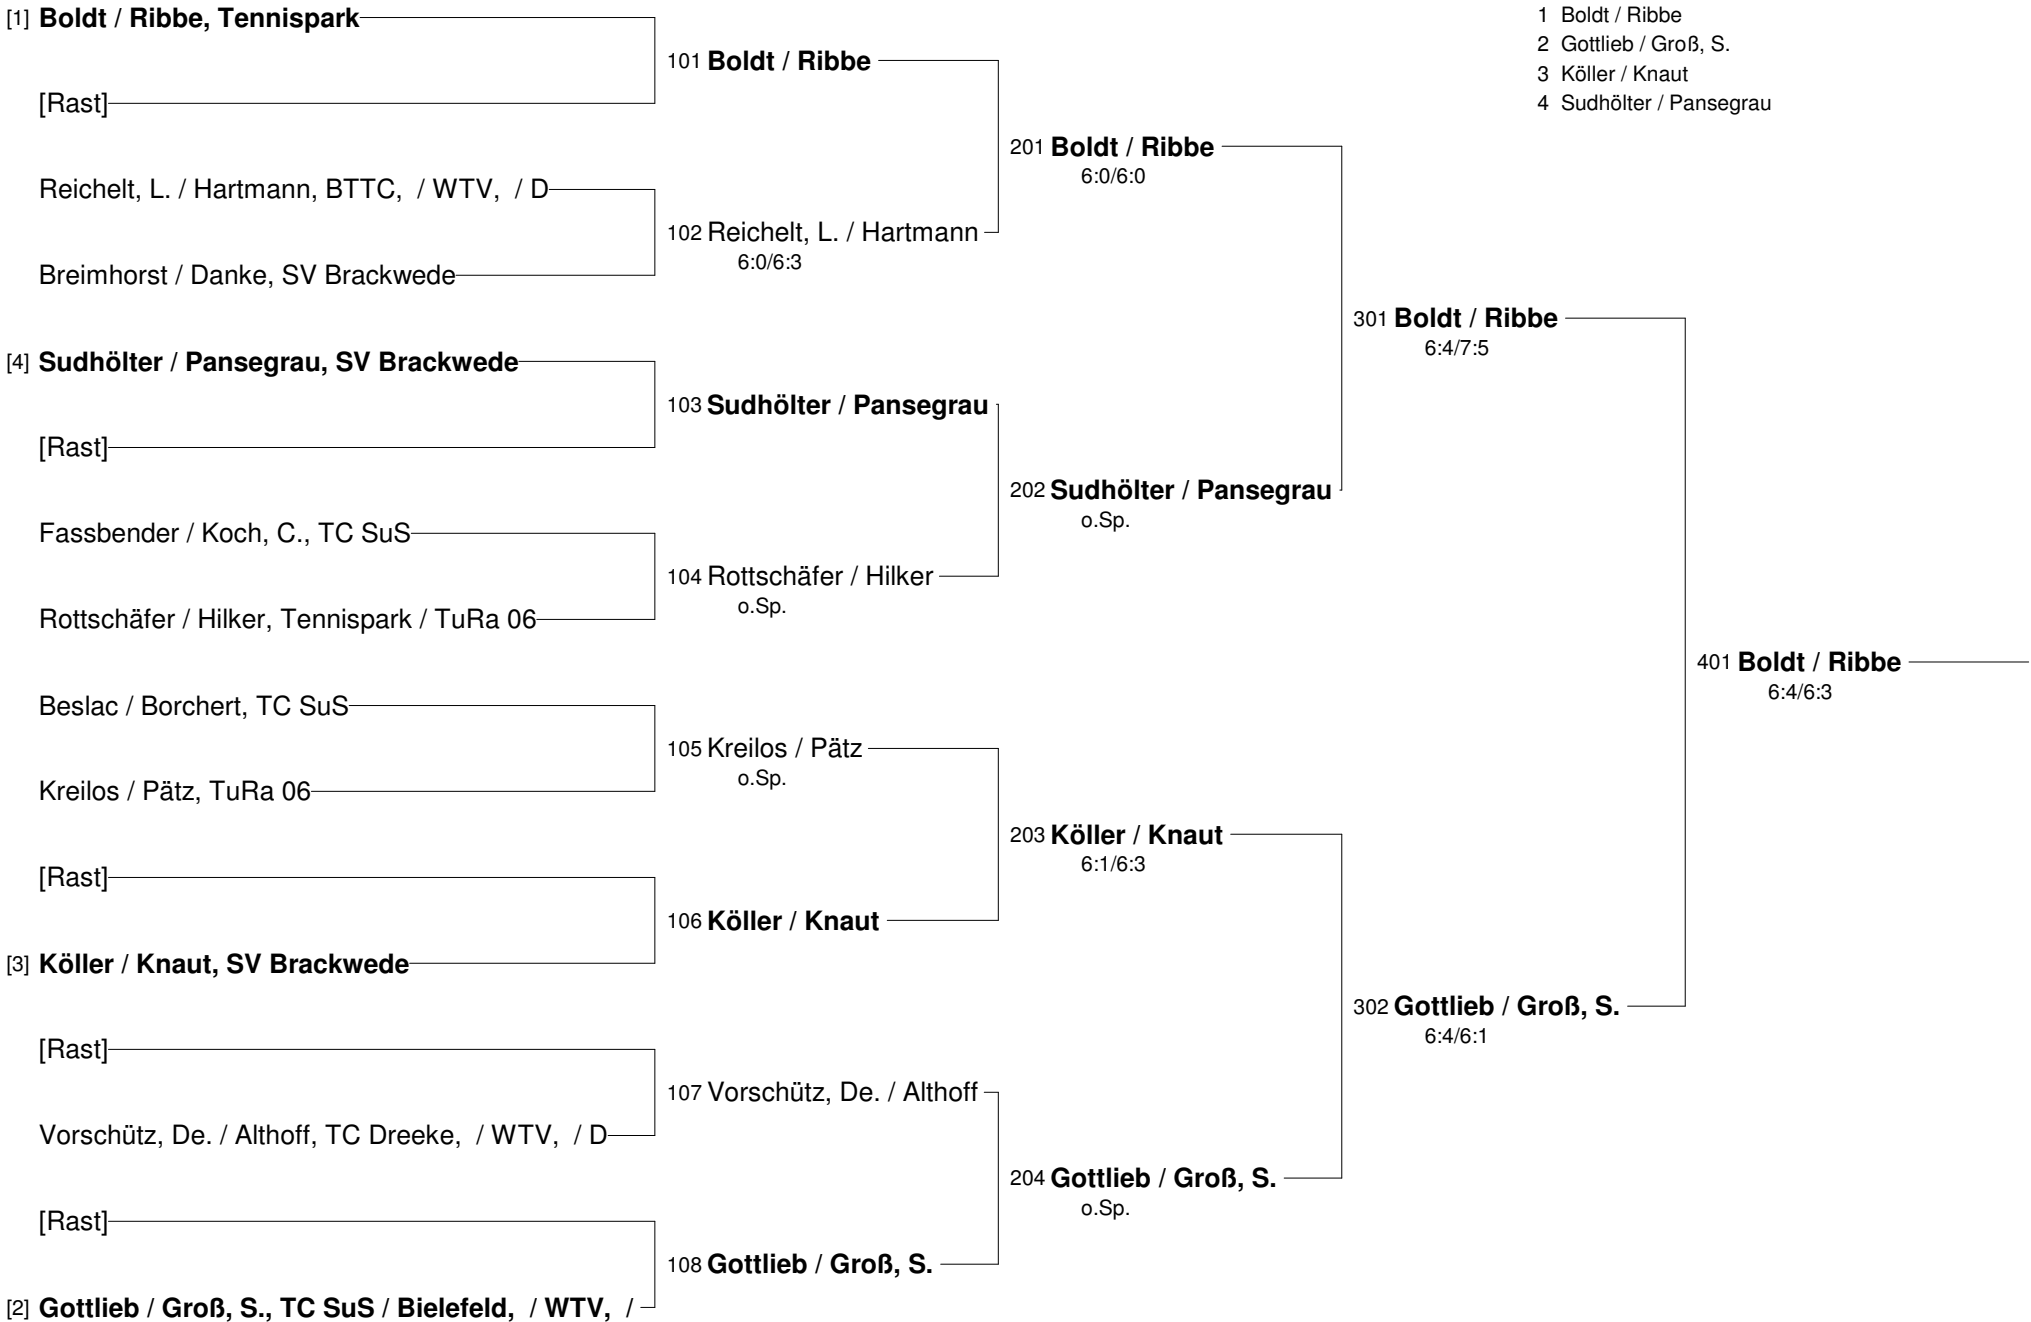 [1] Boldt / Ribbe, Tennispark
[Rast]
Reichelt, L. / Hartmann, BTTC,  / WTV,  / D
Breimhorst / Danke, SV Brackwede
[4] Sudhölter / Pansegrau, SV Brackwede
[Rast]
Fassbender / Koch, C., TC SuS
Rottschäfer / Hilker, Tennispark / TuRa 06
Beslac / Borchert, TC SuS
Kreilos / Pätz, TuRa 06
[Rast]
[3] Köller / Knaut, SV Brackwede
[Rast]
Vorschütz, De. / Althoff, TC Dreeke,  / WTV,  / D
[Rast]
[2] Gottlieb / Groß, S., TC SuS / Bielefeld,  / WTV,  /
101 Boldt / Ribbe
102 Reichelt, L. / Hartmann
6:0/6:3
103 Sudhölter / Pansegrau
104 Rottschäfer / Hilker
o.Sp.
105 Kreilos / Pätz
o.Sp.
106 Köller / Knaut
107 Vorschütz, De. / Althoff
108 Gottlieb / Groß, S.
201 Boldt / Ribbe
6:0/6:0
202 Sudhölter / Pansegrau
o.Sp.
203 Köller / Knaut
6:1/6:3
204 Gottlieb / Groß, S.
o.Sp.
301 Boldt / Ribbe
6:4/7:5
302 Gottlieb / Groß, S.
6:4/6:1
401 Boldt / Ribbe
6:4/6:3
1 Boldt / Ribbe
2 Gottlieb / Groß, S.
3 Köller / Knaut
4 Sudhölter / Pansegrau